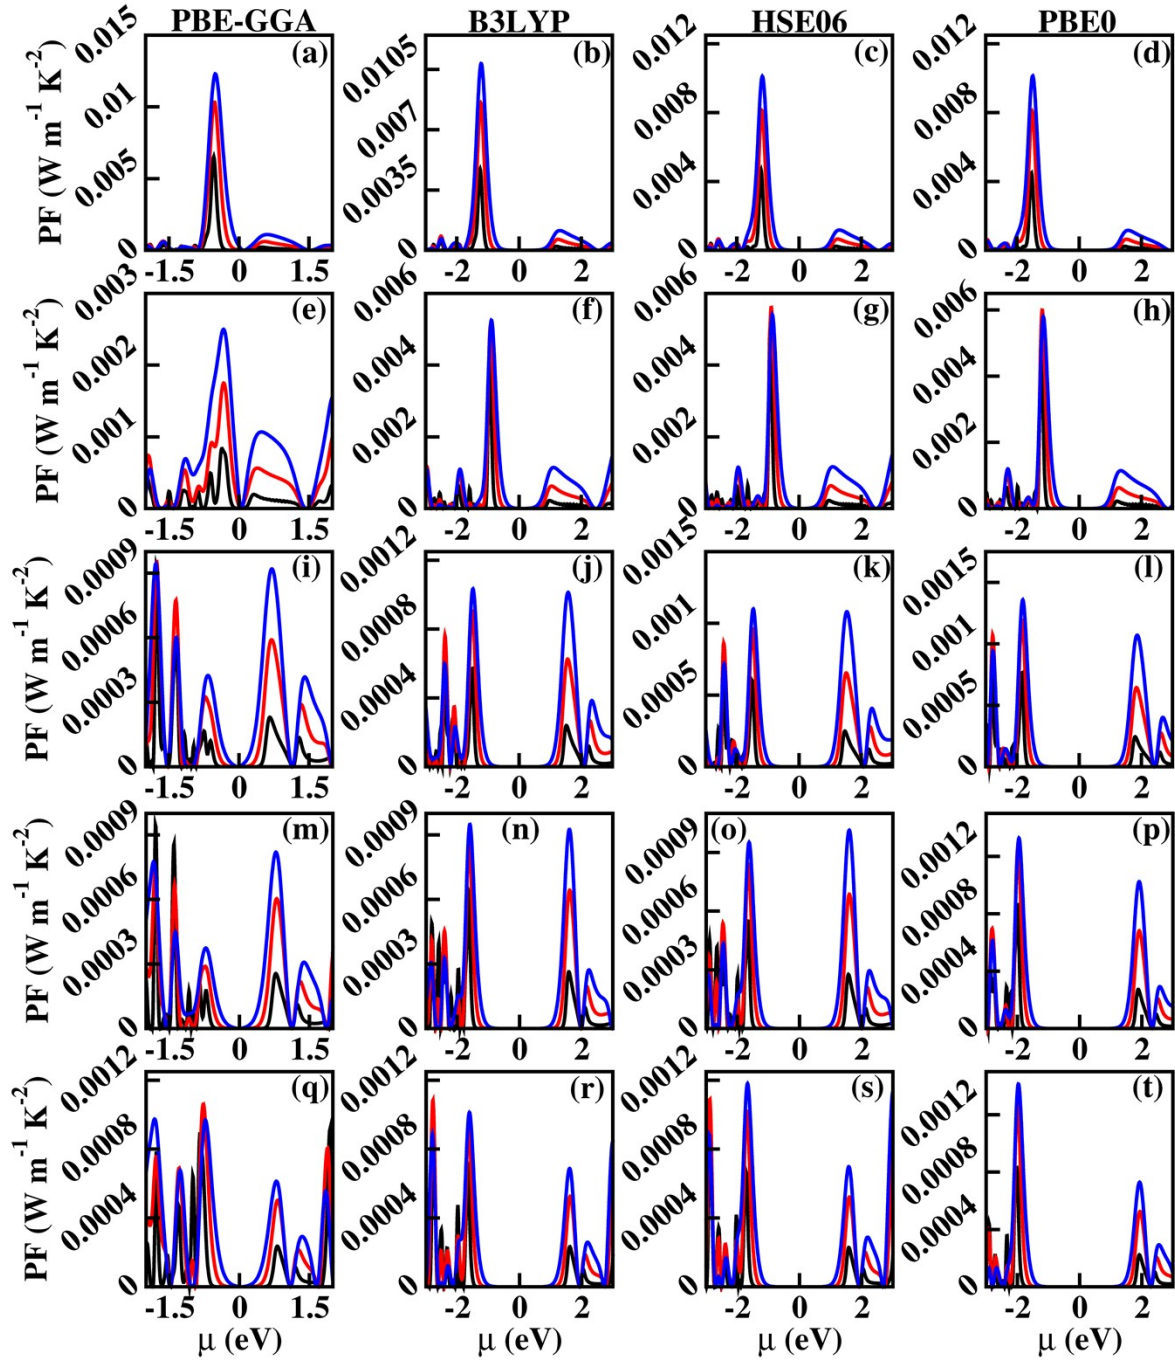 PBE-GGA B3LYP HSE06 PBE0
PF (W m-1 K-2) 0.015 0.01 0.005 0 (a) 0.0105 0.007 0.0035 0 (b) 0.012 0.008 0.004 0 (c) 0.012 0.008 0.004 0 (d)
-1.5 0 1.5 -2 0 2 -2 0 2 -2 0 2
PF (W m-1 K-2) 0.003 0.002 0.001 0 (e) 0.006 0.004 0.002 0 (f) 0.006 0.004 0.002 0 (g) 0.006 0.004 0.002 0 (h)
-1.5 0 1.5 -2 0 2 -2 0 2 -2 0 2
PF (W m-1 K-2) 0.0009 0.0006 0.0003 0 (i) 0.0012 0.0008 0.0004 0 (j) 0.0015 0.001 0.0005 0 (k) 0.0015 0.001 0.0005 0 (l)
-1.5 0 1.5 -2 0 2 -2 0 2 -2 0 2
PF (W m-1 K-2) 0.0009 0.0006 0.0003 0 (m) 0.0009 0.0006 0.0003 0 (n) 0.0009 0.0006 0.0003 0 (o) 0.0012 0.0008 0.0004 0 (p)
-1.5 0 1.5 -2 0 2 -2 0 2 -2 0 2
PF (W m-1 K-2) 0.0012 0.0008 0.0004 0 (q) 0.0012 0.0008 0.0004 0 (r) 0.0012 0.0008 0.0004 0 (s) 0.0012 0.0008 0.0004 0 (t)
-1.5 0 1.5 -2 0 2 -2 0 2 -2 0 2
μ (eV) μ (eV) μ (eV) μ (eV)